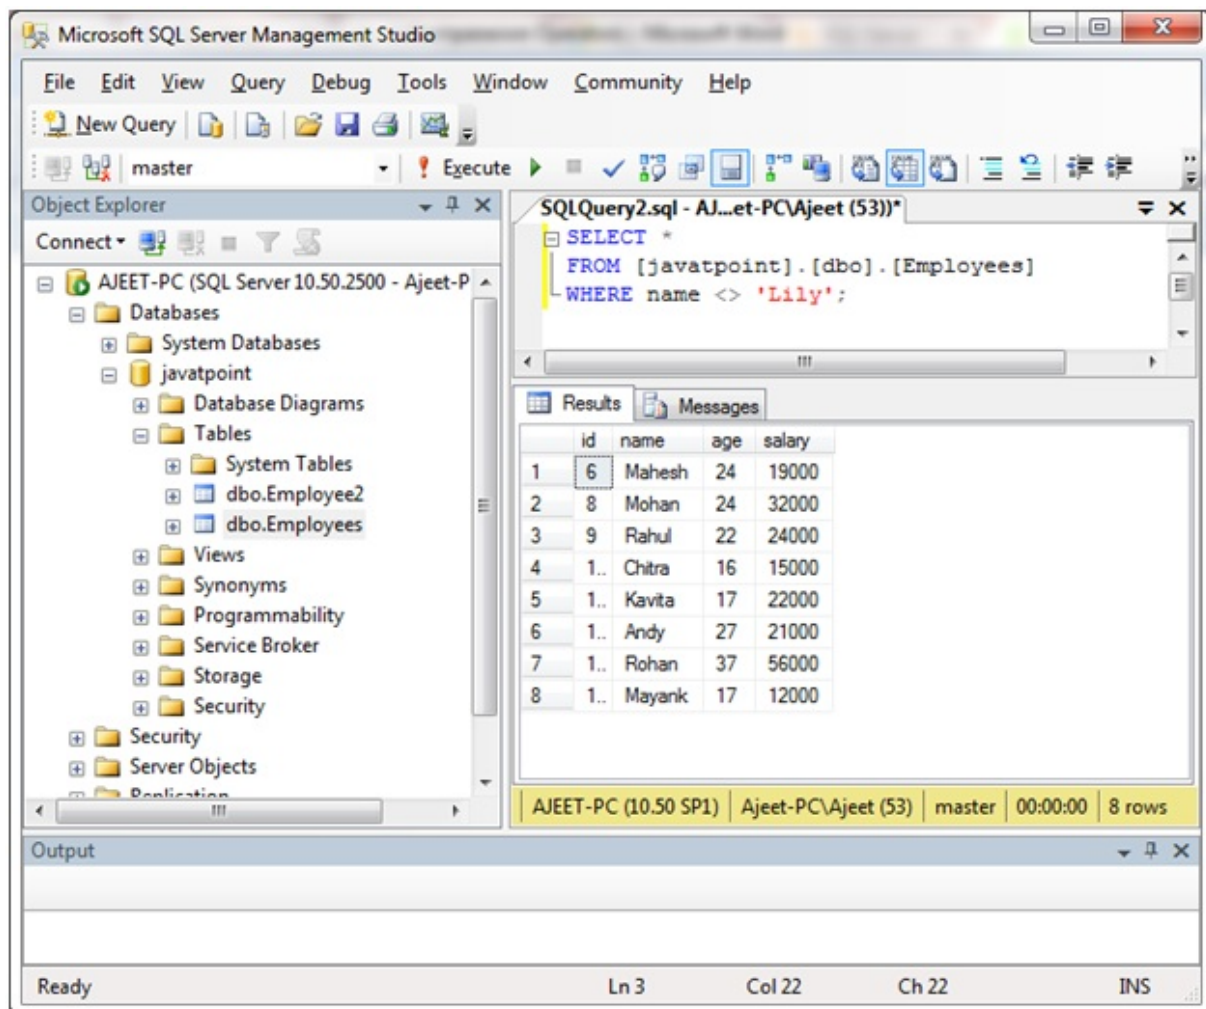 Microsoft SQL Server Management Studio
File Edit View Query Debug Tools Window Community Help
New Query
master Execute
Object Explorer
Connect
AJEET-PC (SQL Server 10.50.2500 - Ajeet-P
Databases
System Databases
javatpoint
Database Diagrams
Tables
System Tables
dbo.Employee2
dbo.Employees
Views
Synonyms
Programmability
Service Broker
Storage
Security
Security
Server Objects
Replication
SQLQuery2.sql - AJ...et-PC\Ajeet (53))*
SELECT *
FROM [javatpoint].[dbo].[Employees]
WHERE name <> 'Lily';
Results Messages
id name age salary
1 6 Mahesh 24 19000
2 8 Mohan 24 32000
3 9 Rahul 22 24000
4 1.. Chitra 16 15000
5 1.. Kavita 17 22000
6 1.. Andy 27 21000
7 1.. Rohan 37 56000
8 1.. Mayank 17 12000
AJEET-PC (10.50 SP1) Ajeet-PC\Ajeet (53) master 00:00:00 8 rows
Output
Ready Ln 3 Col 22 Ch 22 INS